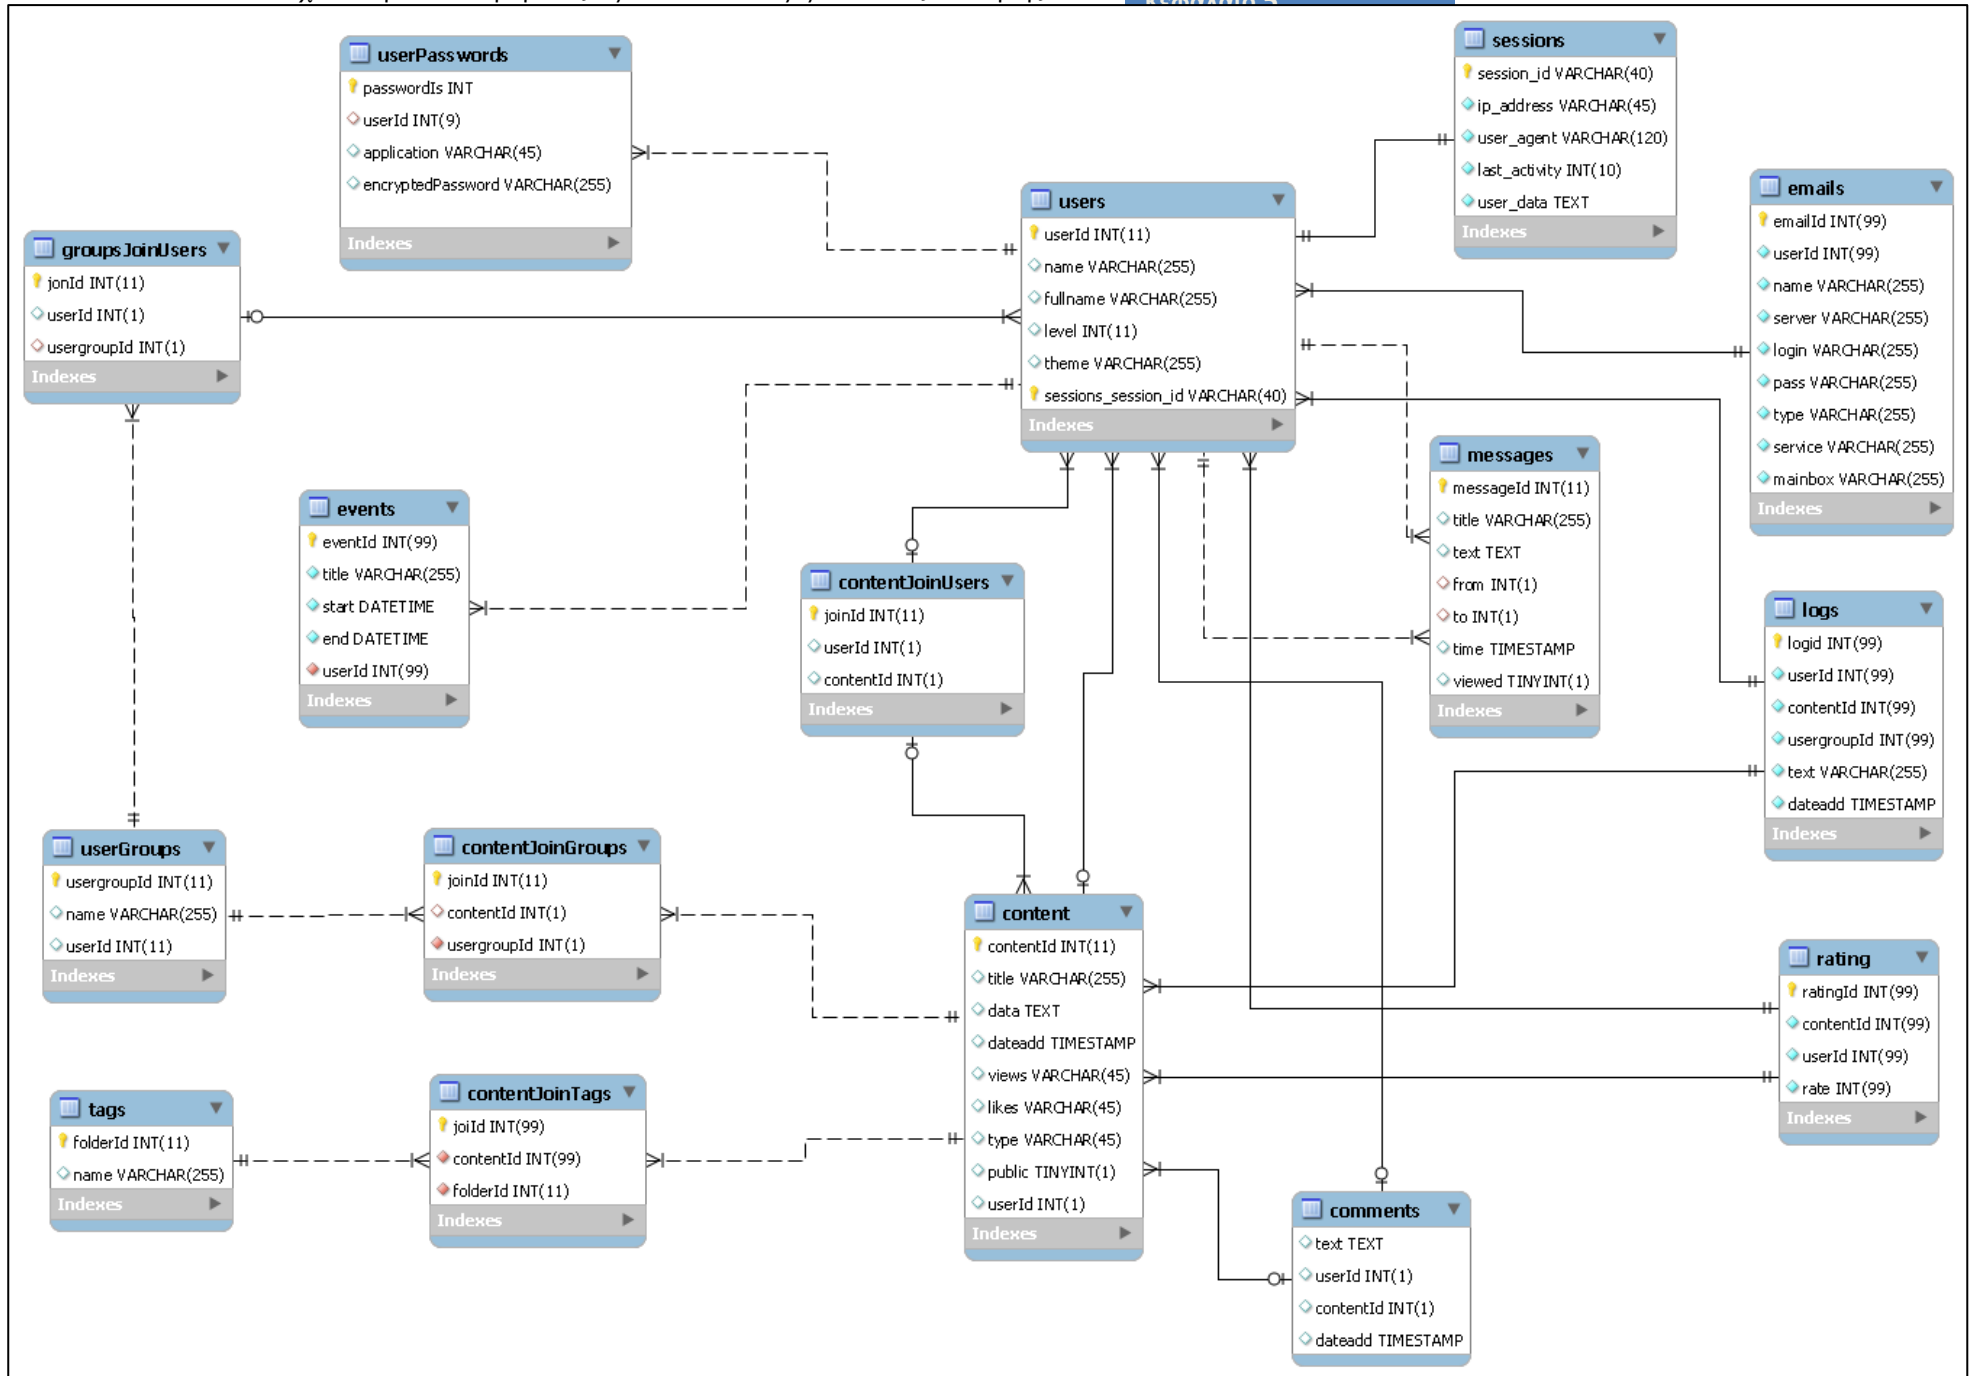 userPasswords
passwordIs INT
userId INT(9)
application VARCHAR(45)
encryptedPassword VARCHAR(255)
Indexes
sessions
session_id VARCHAR(40)
ip_address VARCHAR(45)
user_agent VARCHAR(120)
last_activity INT(10)
user_data TEXT
Indexes
users
userId INT(11)
name VARCHAR(255)
fullname VARCHAR(255)
level INT(11)
theme VARCHAR(255)
sessions_session_id VARCHAR(40)
Indexes
emails
emailId INT(99)
userId INT(99)
name VARCHAR(255)
server VARCHAR(255)
login VARCHAR(255)
pass VARCHAR(255)
type VARCHAR(255)
service VARCHAR(255)
mainbox VARCHAR(255)
Indexes
groupsJoinUsers
jonId INT(11)
userId INT(1)
usergroupId INT(1)
Indexes
events
eventId INT(99)
title VARCHAR(255)
start DATETIME
end DATETIME
userId INT(99)
Indexes
contentJoinUsers
joinId INT(11)
userId INT(1)
contentId INT(1)
Indexes
messages
messageId INT(11)
title VARCHAR(255)
text TEXT
from INT(1)
to INT(1)
time TIMESTAMP
viewed TINYINT(1)
Indexes
logs
logid INT(99)
userId INT(99)
contentId INT(99)
usergroupId INT(99)
text VARCHAR(255)
dateadd TIMESTAMP
Indexes
userGroups
usergroupId INT(11)
name VARCHAR(255)
userId INT(11)
Indexes
contentJoinGroups
joinId INT(11)
contentId INT(1)
usergroupId INT(1)
Indexes
content
contentId INT(11)
title VARCHAR(255)
data TEXT
dateadd TIMESTAMP
views VARCHAR(45)
likes VARCHAR(45)
type VARCHAR(45)
public TINYINT(1)
userId INT(1)
Indexes
rating
ratingId INT(99)
contentId INT(99)
userId INT(99)
rate INT(99)
Indexes
tags
folderId INT(11)
name VARCHAR(255)
Indexes
contentJoinTags
joiId INT(99)
contentId INT(99)
folderId INT(11)
Indexes
comments
text TEXT
userId INT(1)
contentId INT(1)
dateadd TIMESTAMP